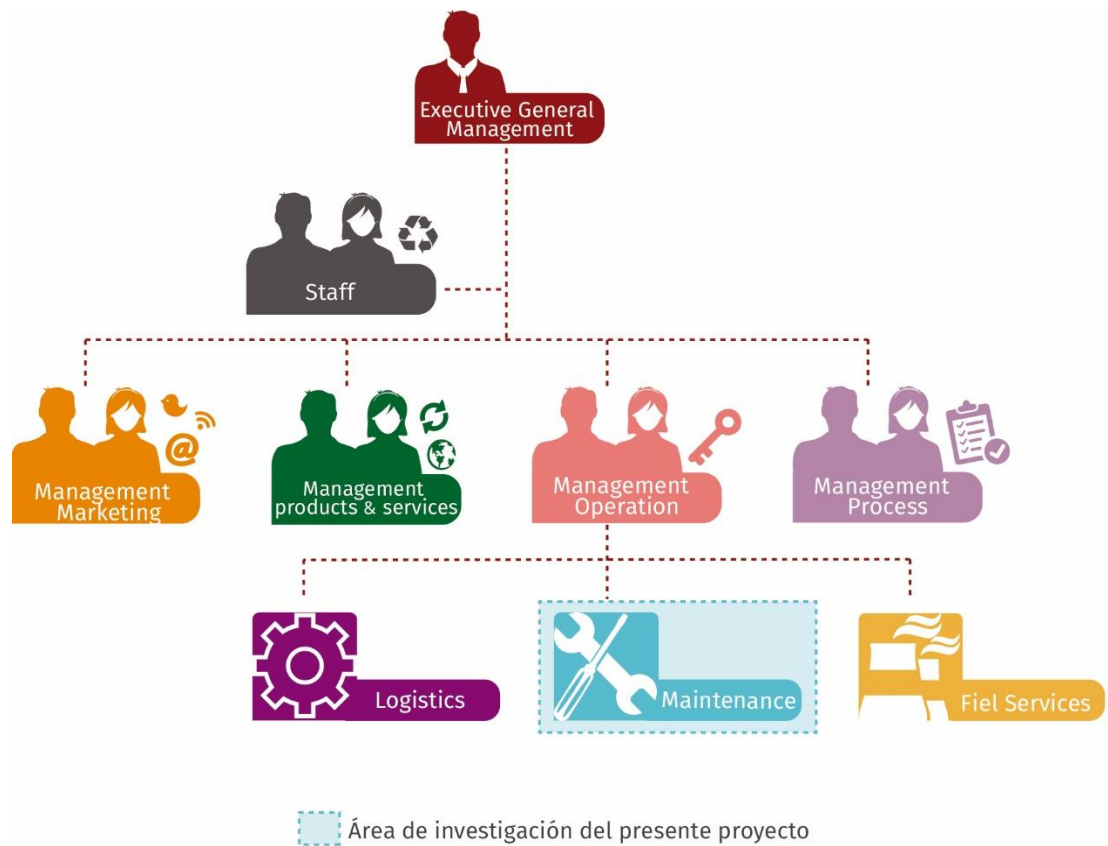 Executive General
Management
Staff
Management
Marketing
Management
products & services
Management
Operation
Management
Process
Logistics
Maintenance
Fiel Services
Área de investigación del presente proyecto